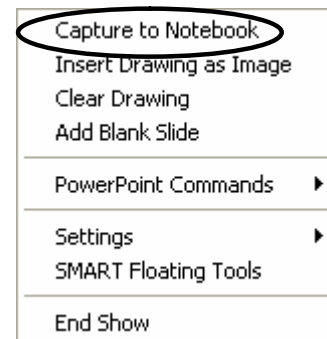 Capture to Notebook
Insert Drawing as Image
Clear Drawing
Add Blank Slide
PowerPoint Commands
Settings
SMART Floating Tools
End Show